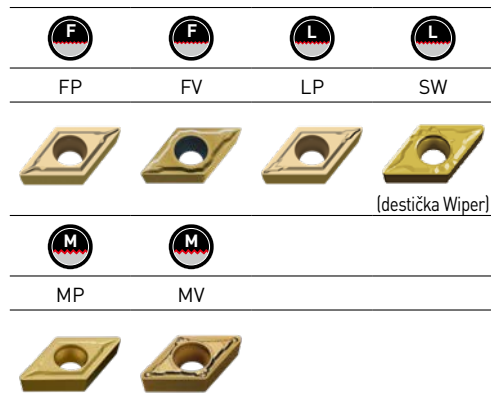 F F L L
FP FV LP SW
(destička Wiper)
M M
MP MV